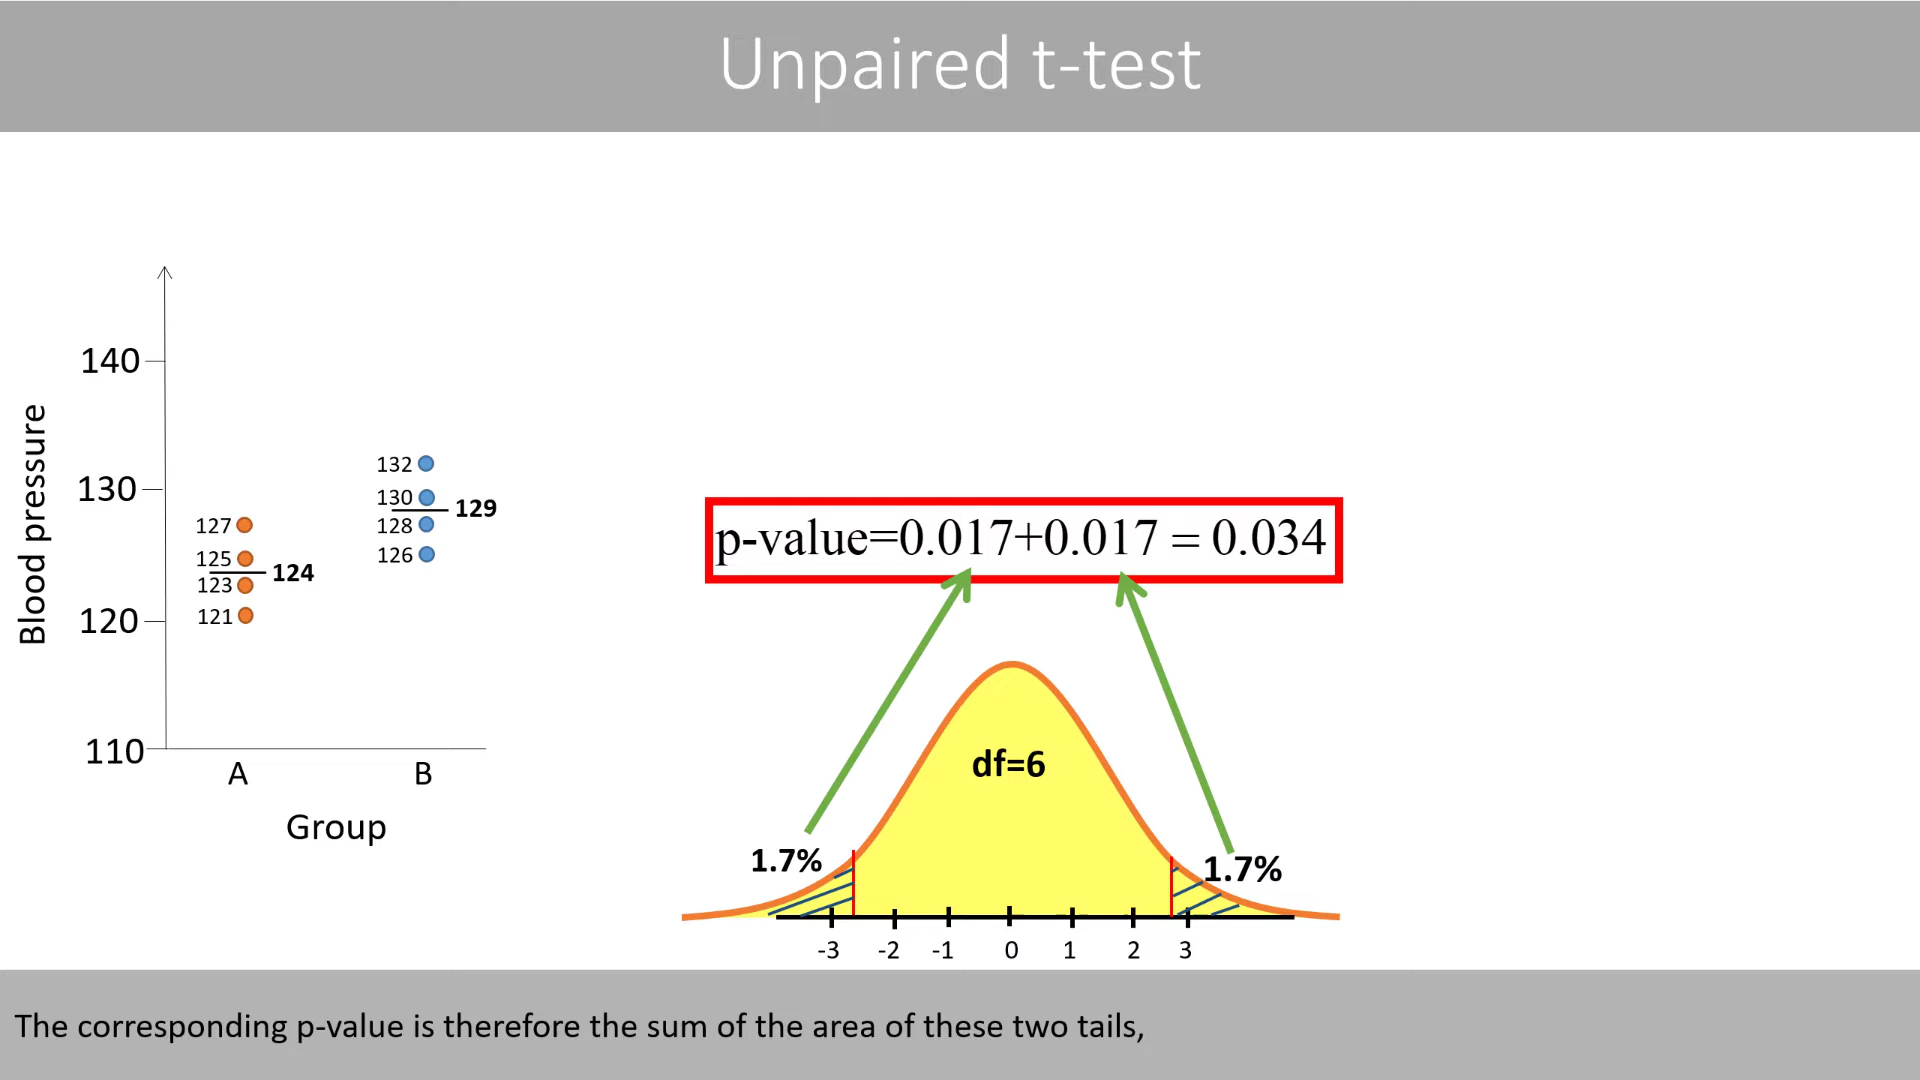 Unpaired t-test
140
130
120
110
Blood pressure
127
125
123
121
124
132
130
128
126
129
A B
Group
p-value=0.017+0.017 = 0.034
df=6
1.7% 1.7%
-3 -2 -1 0 1 2 3
The corresponding p-value is therefore the sum of the area of these two tails,